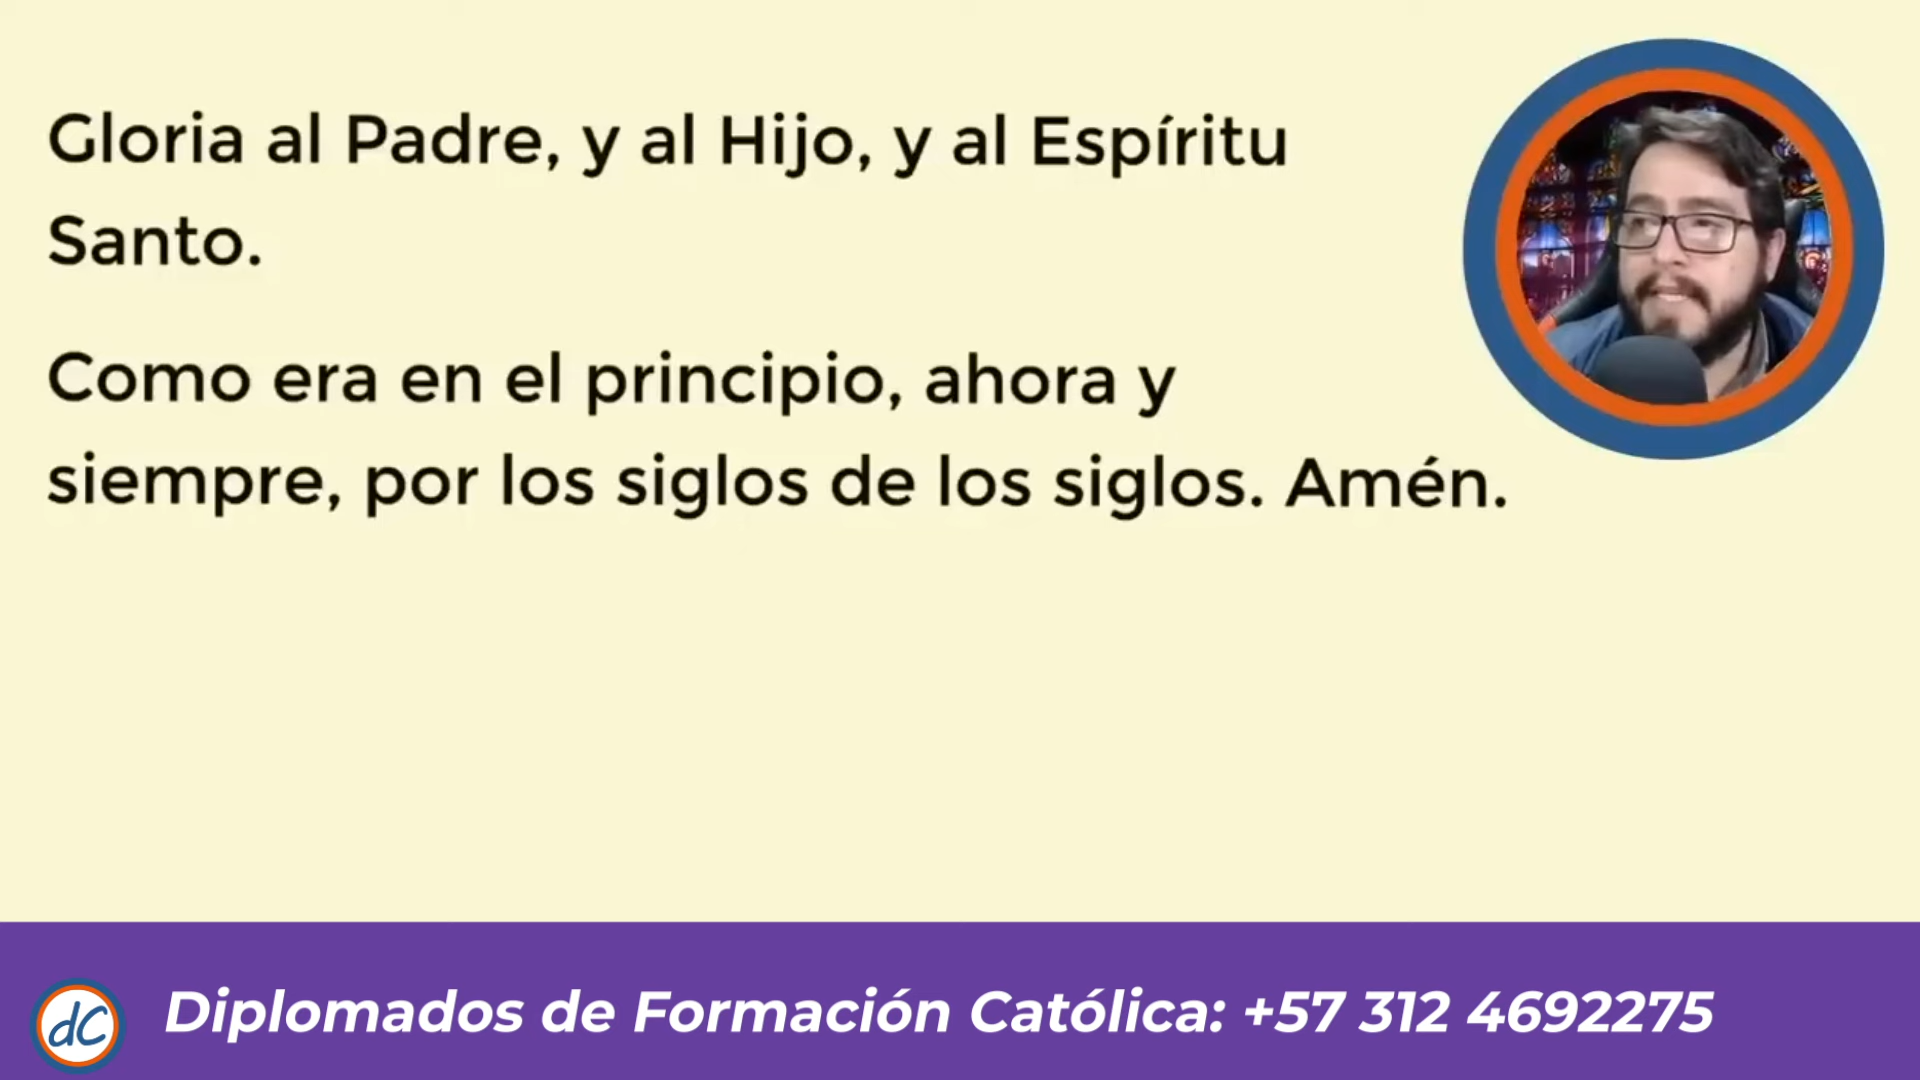 Gloria al Padre, y al Hijo, y al Espíritu
Santo.
Como era en el principio, ahora y
siempre, por los siglos de los siglos. Amén.
dC
Diplomados de Formación Católica: +57 312 4692275